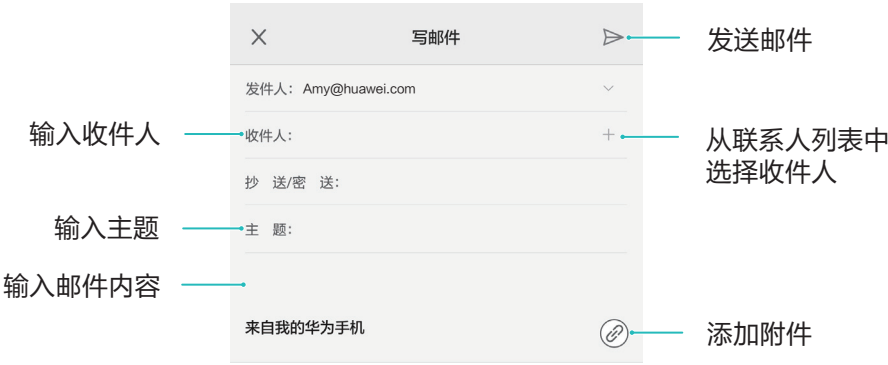 写邮件
发送邮件
发件人：Amy@huawei.com
输入收件人
收件人：
从联系人列表中
选择收件人
抄 送/密 送：
输入主题
主 题：
输入邮件内容
来自我的华为手机
添加附件